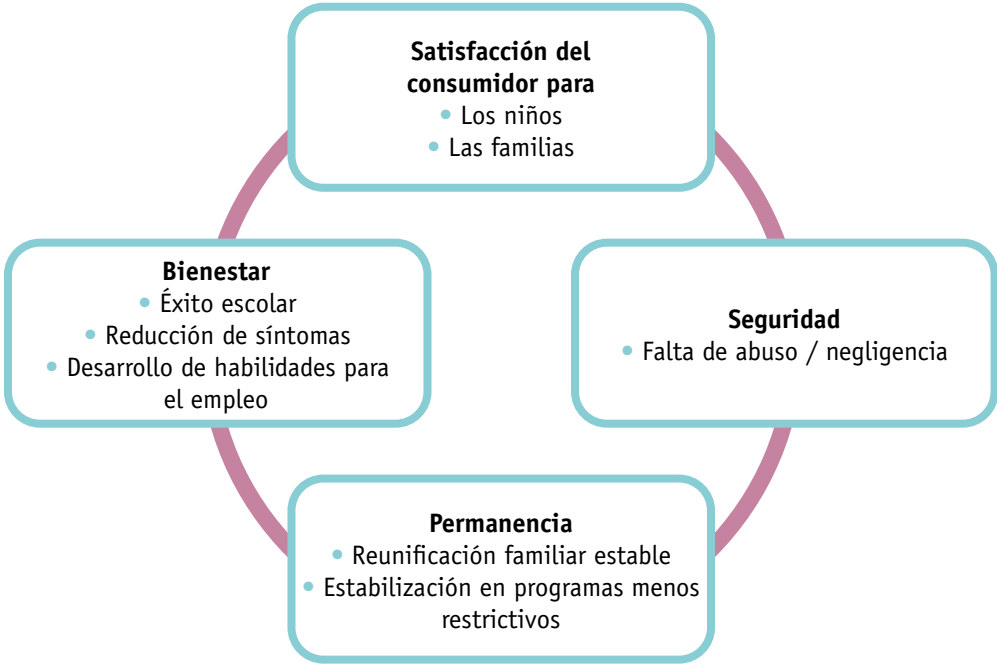 Satisfacción del
consumidor para
• Los niños
• Las familias
Bienestar
• Éxito escolar
• Reducción de síntomas
• Desarrollo de habilidades para
el empleo
Seguridad
• Falta de abuso / negligencia
Permanencia
• Reunificación familiar estable
• Estabilización en programas menos
restrictivos